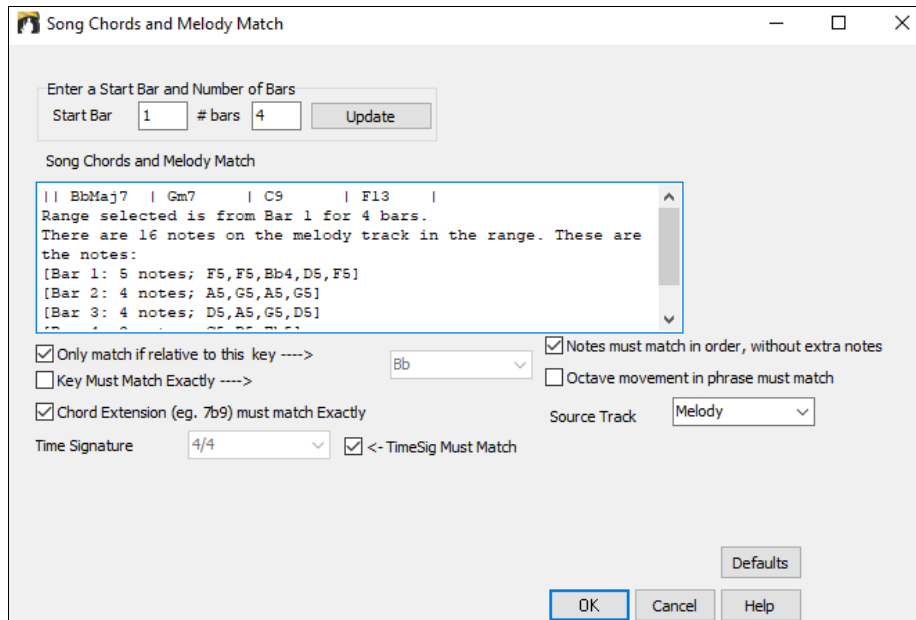 Song Chords and Melody Match
Enter a Start Bar and Number of Bars
Start Bar 1 # bars 4 Update
Song Chords and Melody Match
|| BbMaj7 | Gm7 | C9 | F13 |
Range selected is from Bar 1 for 4 bars.
There are 16 notes on the melody track in the range. These are
the notes:
[Bar 1: 5 notes; F5,F5,Bb4,D5,F5]
[Bar 2: 4 notes; A5,G5,A5,G5]
[Bar 3: 4 notes; D5,A5,G5,D5]
Only match if relative to this key ---->
Bb
Notes must match in order, without extra notes
Key Must Match Exactly ---->
Octave movement in phrase must match
Chord Extension (eg. 7b9) must match Exactly
Source Track Melody
Time Signature 4/4 <- TimeSig Must Match
Defaults
OK Cancel Help